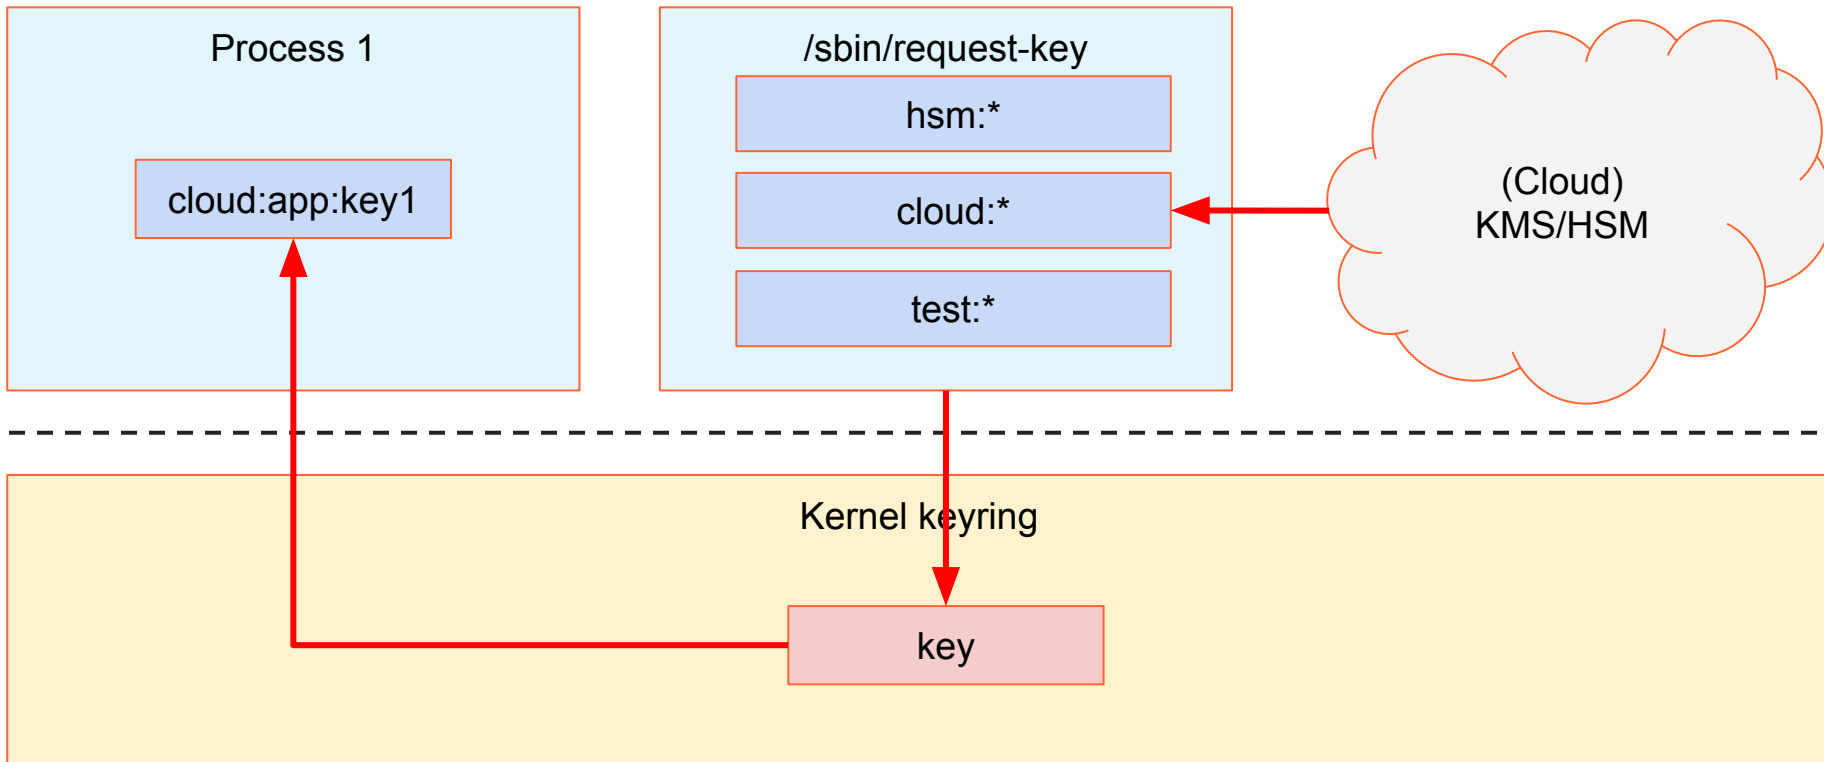 Process 1
cloud:app:key1
/sbin/request-key
hsm:*
cloud:*
test:*
(Cloud)
KMS/HSM
Kernel keyring
key